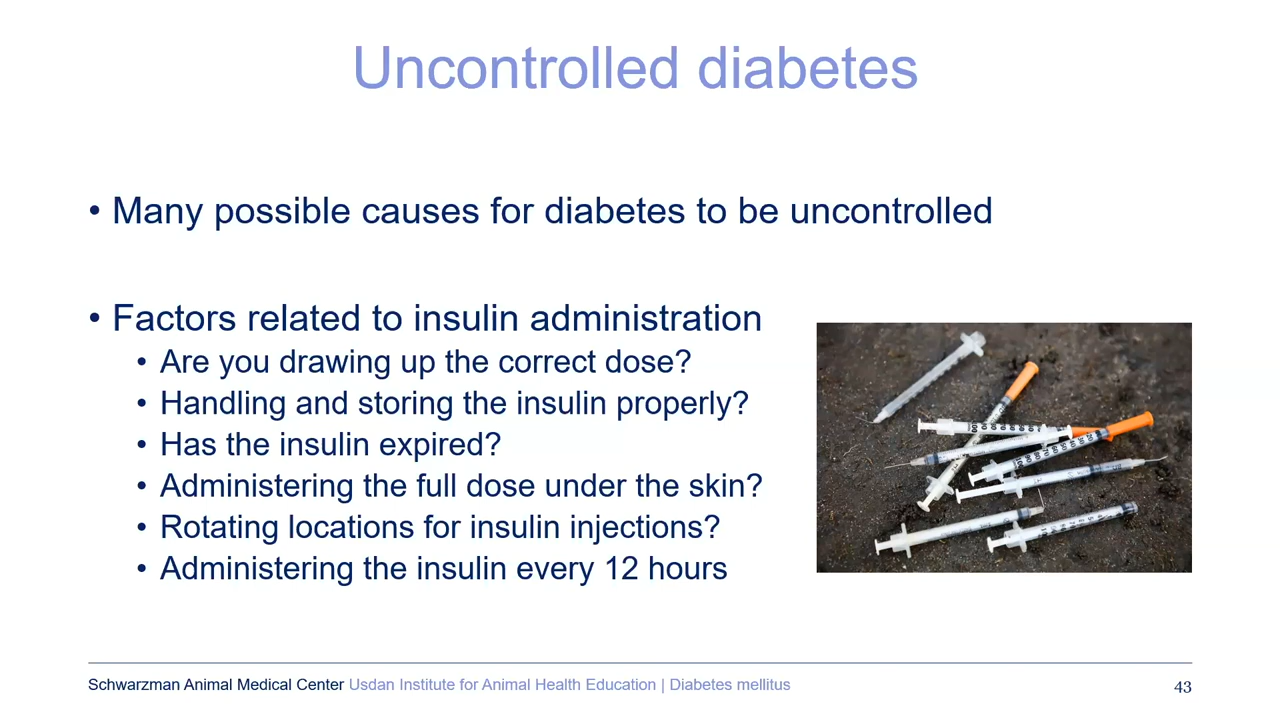 Uncontrolled diabetes
• Many possible causes for diabetes to be uncontrolled
• Factors related to insulin administration
• Are you drawing up the correct dose?
• Handling and storing the insulin properly?
• Has the insulin expired?
• Administering the full dose under the skin?
• Rotating locations for insulin injections?
• Administering the insulin every 12 hours
Schwarzman Animal Medical Center Usdan Institute for Animal Health Education | Diabetes mellitus
43